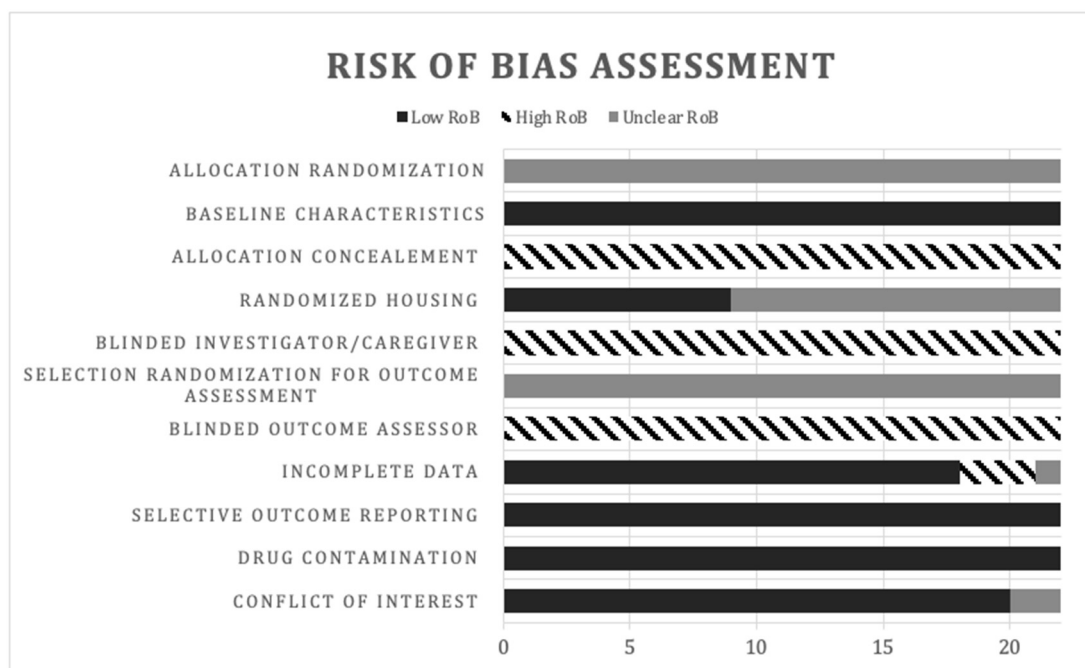 RISK OF BIAS ASSESSMENT
Low RoB High RoB Unclear RoB
ALLOCATION RANDOMIZATION
BASELINE CHARACTERISTICS
ALLOCATION CONCEALEMENT
RANDOMIZED HOUSING
BLINDED INVESTIGATOR/CAREGIVER
SELECTION RANDOMIZATION FOR OUTCOME
ASSESSMENT
BLINDED OUTCOME ASSESSOR
INCOMPLETE DATA
SELECTIVE OUTCOME REPORTING
DRUG CONTAMINATION
CONFLICT OF INTEREST
0 5 10 15 20